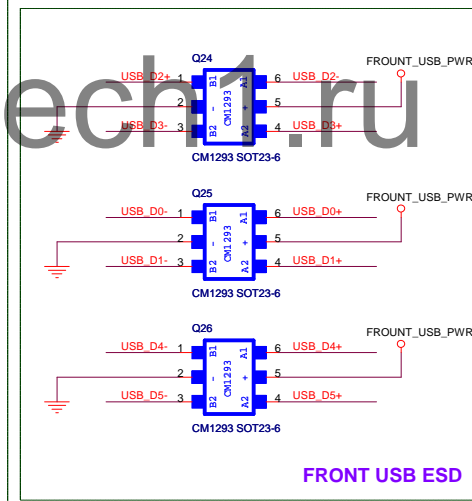 Q24
FROUNT_USB_PWR
USB_D2+ 1 B1 A1 6 USB_D2-
2 - CM1293 + 5
USB_D3- 3 B2 A2 4 USB_D3+
CM1293 SOT23-6
ech1.ru
Q25
FROUNT_USB_PWR
USB_D0- 1 B1 A1 6 USB_D0+
2 - CM1293 + 5
USB_D1- 3 B2 A2 4 USB_D1+
CM1293 SOT23-6
Q26
FROUNT_USB_PWR
USB_D4- 1 B1 A1 6 USB_D4+
2 - CM1293 + 5
USB_D5- 3 B2 A2 4 USB_D5+
CM1293 SOT23-6
FRONT USB ESD